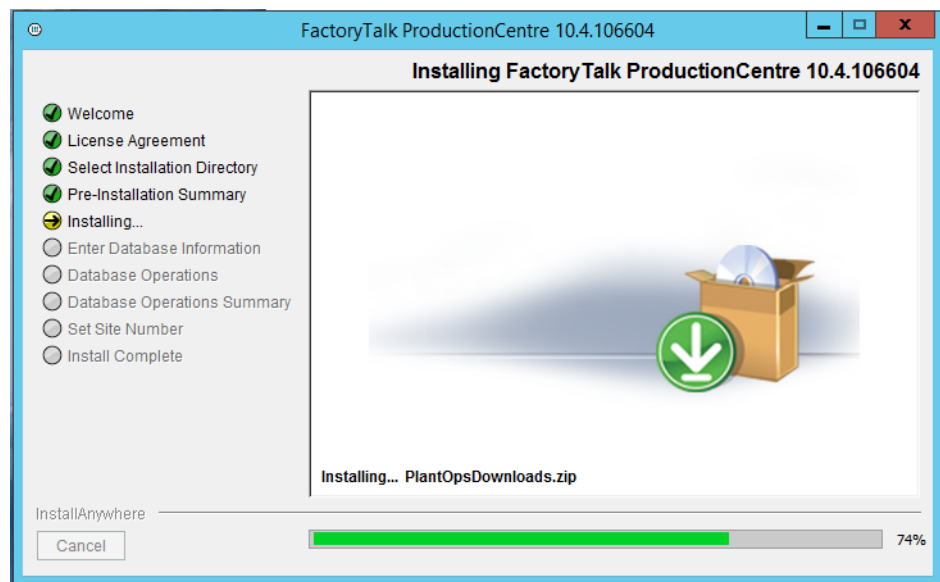 FactoryTalk ProductionCentre 10.4.106604
Installing FactoryTalk ProductionCentre 10.4.106604
Welcome
License Agreement
Select Installation Directory
Pre-Installation Summary
Installing...
Enter Database Information
Database Operations
Database Operations Summary
Set Site Number
Install Complete
Installing... PlantOpsDownloads.zip
InstallAnywhere
Cancel
74%